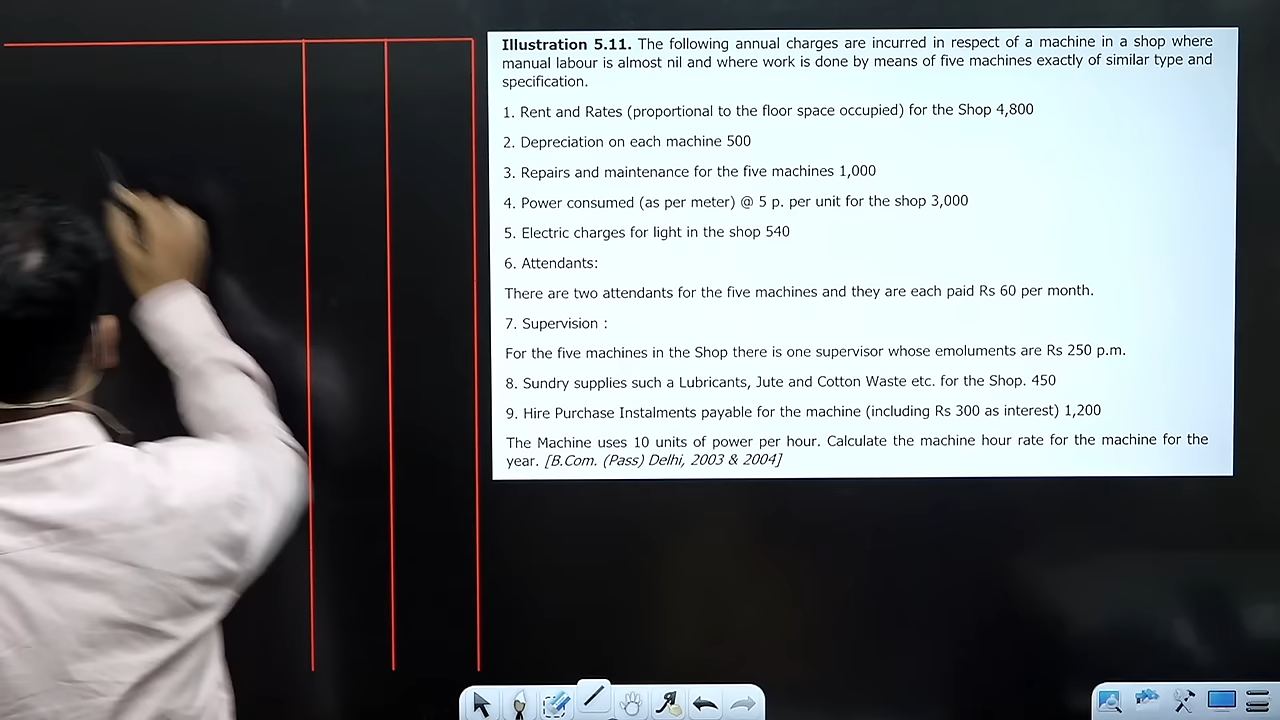 Illustration 5.11. The following annual charges are incurred in respect of a machine in a shop where
manual labour is almost nil and where work is done by means of five machines exactly of similar type and
specification.
1. Rent and Rates (proportional to the floor space occupied) for the Shop 4,800
2. Depreciation on each machine 500
3. Repairs and maintenance for the five machines 1,000
4. Power consumed (as per meter) @ 5 p. per unit for the shop 3,000
5. Electric charges for light in the shop 540
6. Attendants:
There are two attendants for the five machines and they are each paid Rs 60 per month.
7. Supervision :
For the five machines in the Shop there is one supervisor whose emoluments are Rs 250 p.m.
8. Sundry supplies such a Lubricants, Jute and Cotton Waste etc. for the Shop. 450
9. Hire Purchase Instalments payable for the machine (including Rs 300 as interest) 1,200
The Machine uses 10 units of power per hour. Calculate the machine hour rate for the machine for the
year. [B.Com. (Pass) Delhi, 2003 & 2004]